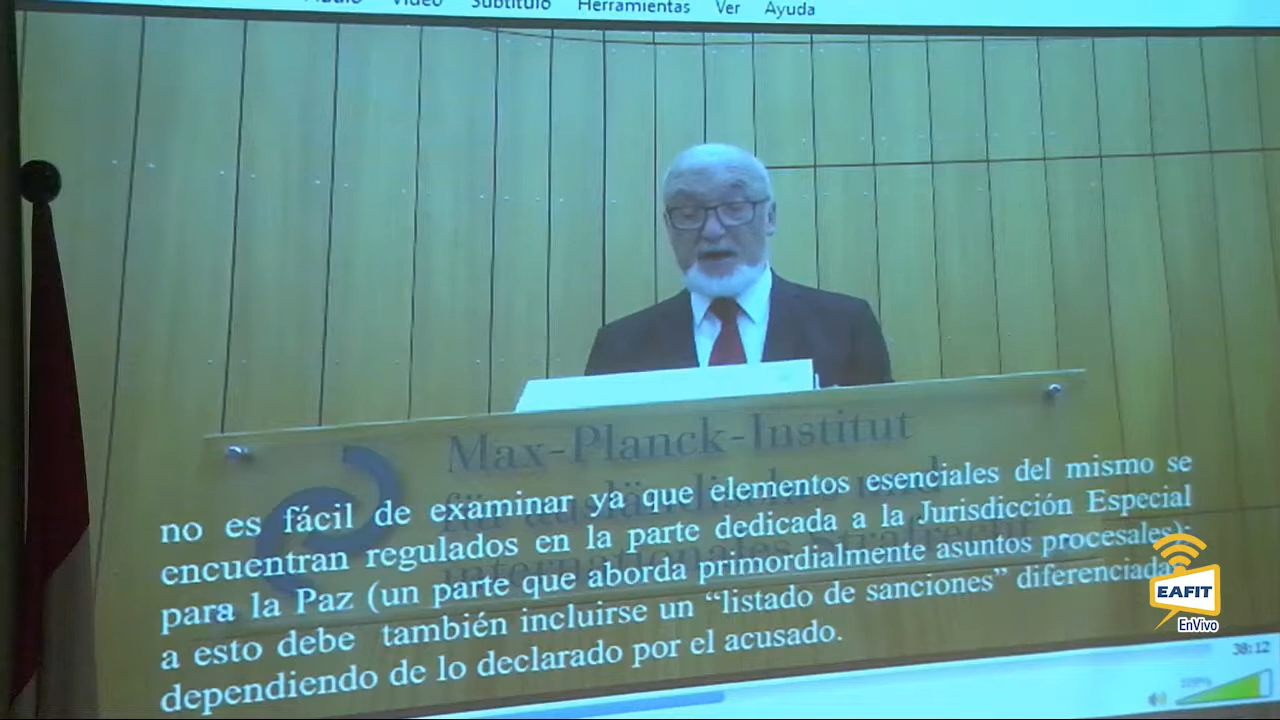 Audio Video Subtítulo Herramientas Ver Ayuda
Max-Planck-Institut
no es fácil de examinar ya que elementos esenciales del mismo se
encuentran regulados en la parte dedicada a la Jurisdicción Especial
para la Paz (un parte que aborda primordialmente asuntos procesales);
a esto debe también incluirse un “listado de sanciones” diferenciada
dependiendo de lo declarado por el acusado.
EAFIT
EnVivo
38:12